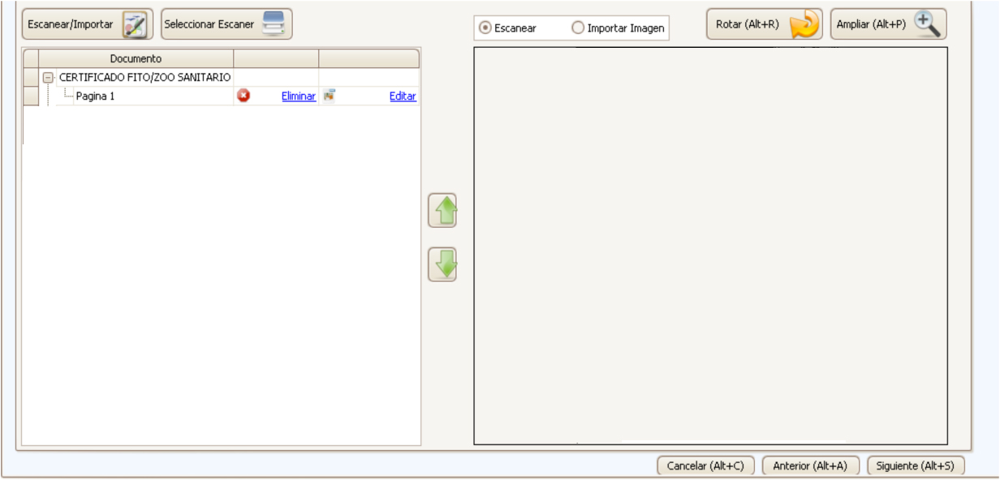 Escanear/Importar
Seleccionar Escaner
Escanear
Importar Imagen
Rotar (Alt+R)
Ampliar (Alt+P)
Documento
CERTIFICADO FITO/ZOO SANITARIO
Pagina 1
Eliminar
Editar
Cancelar (Alt+C)
Anterior (Alt+A)
Siguiente (Alt+S)